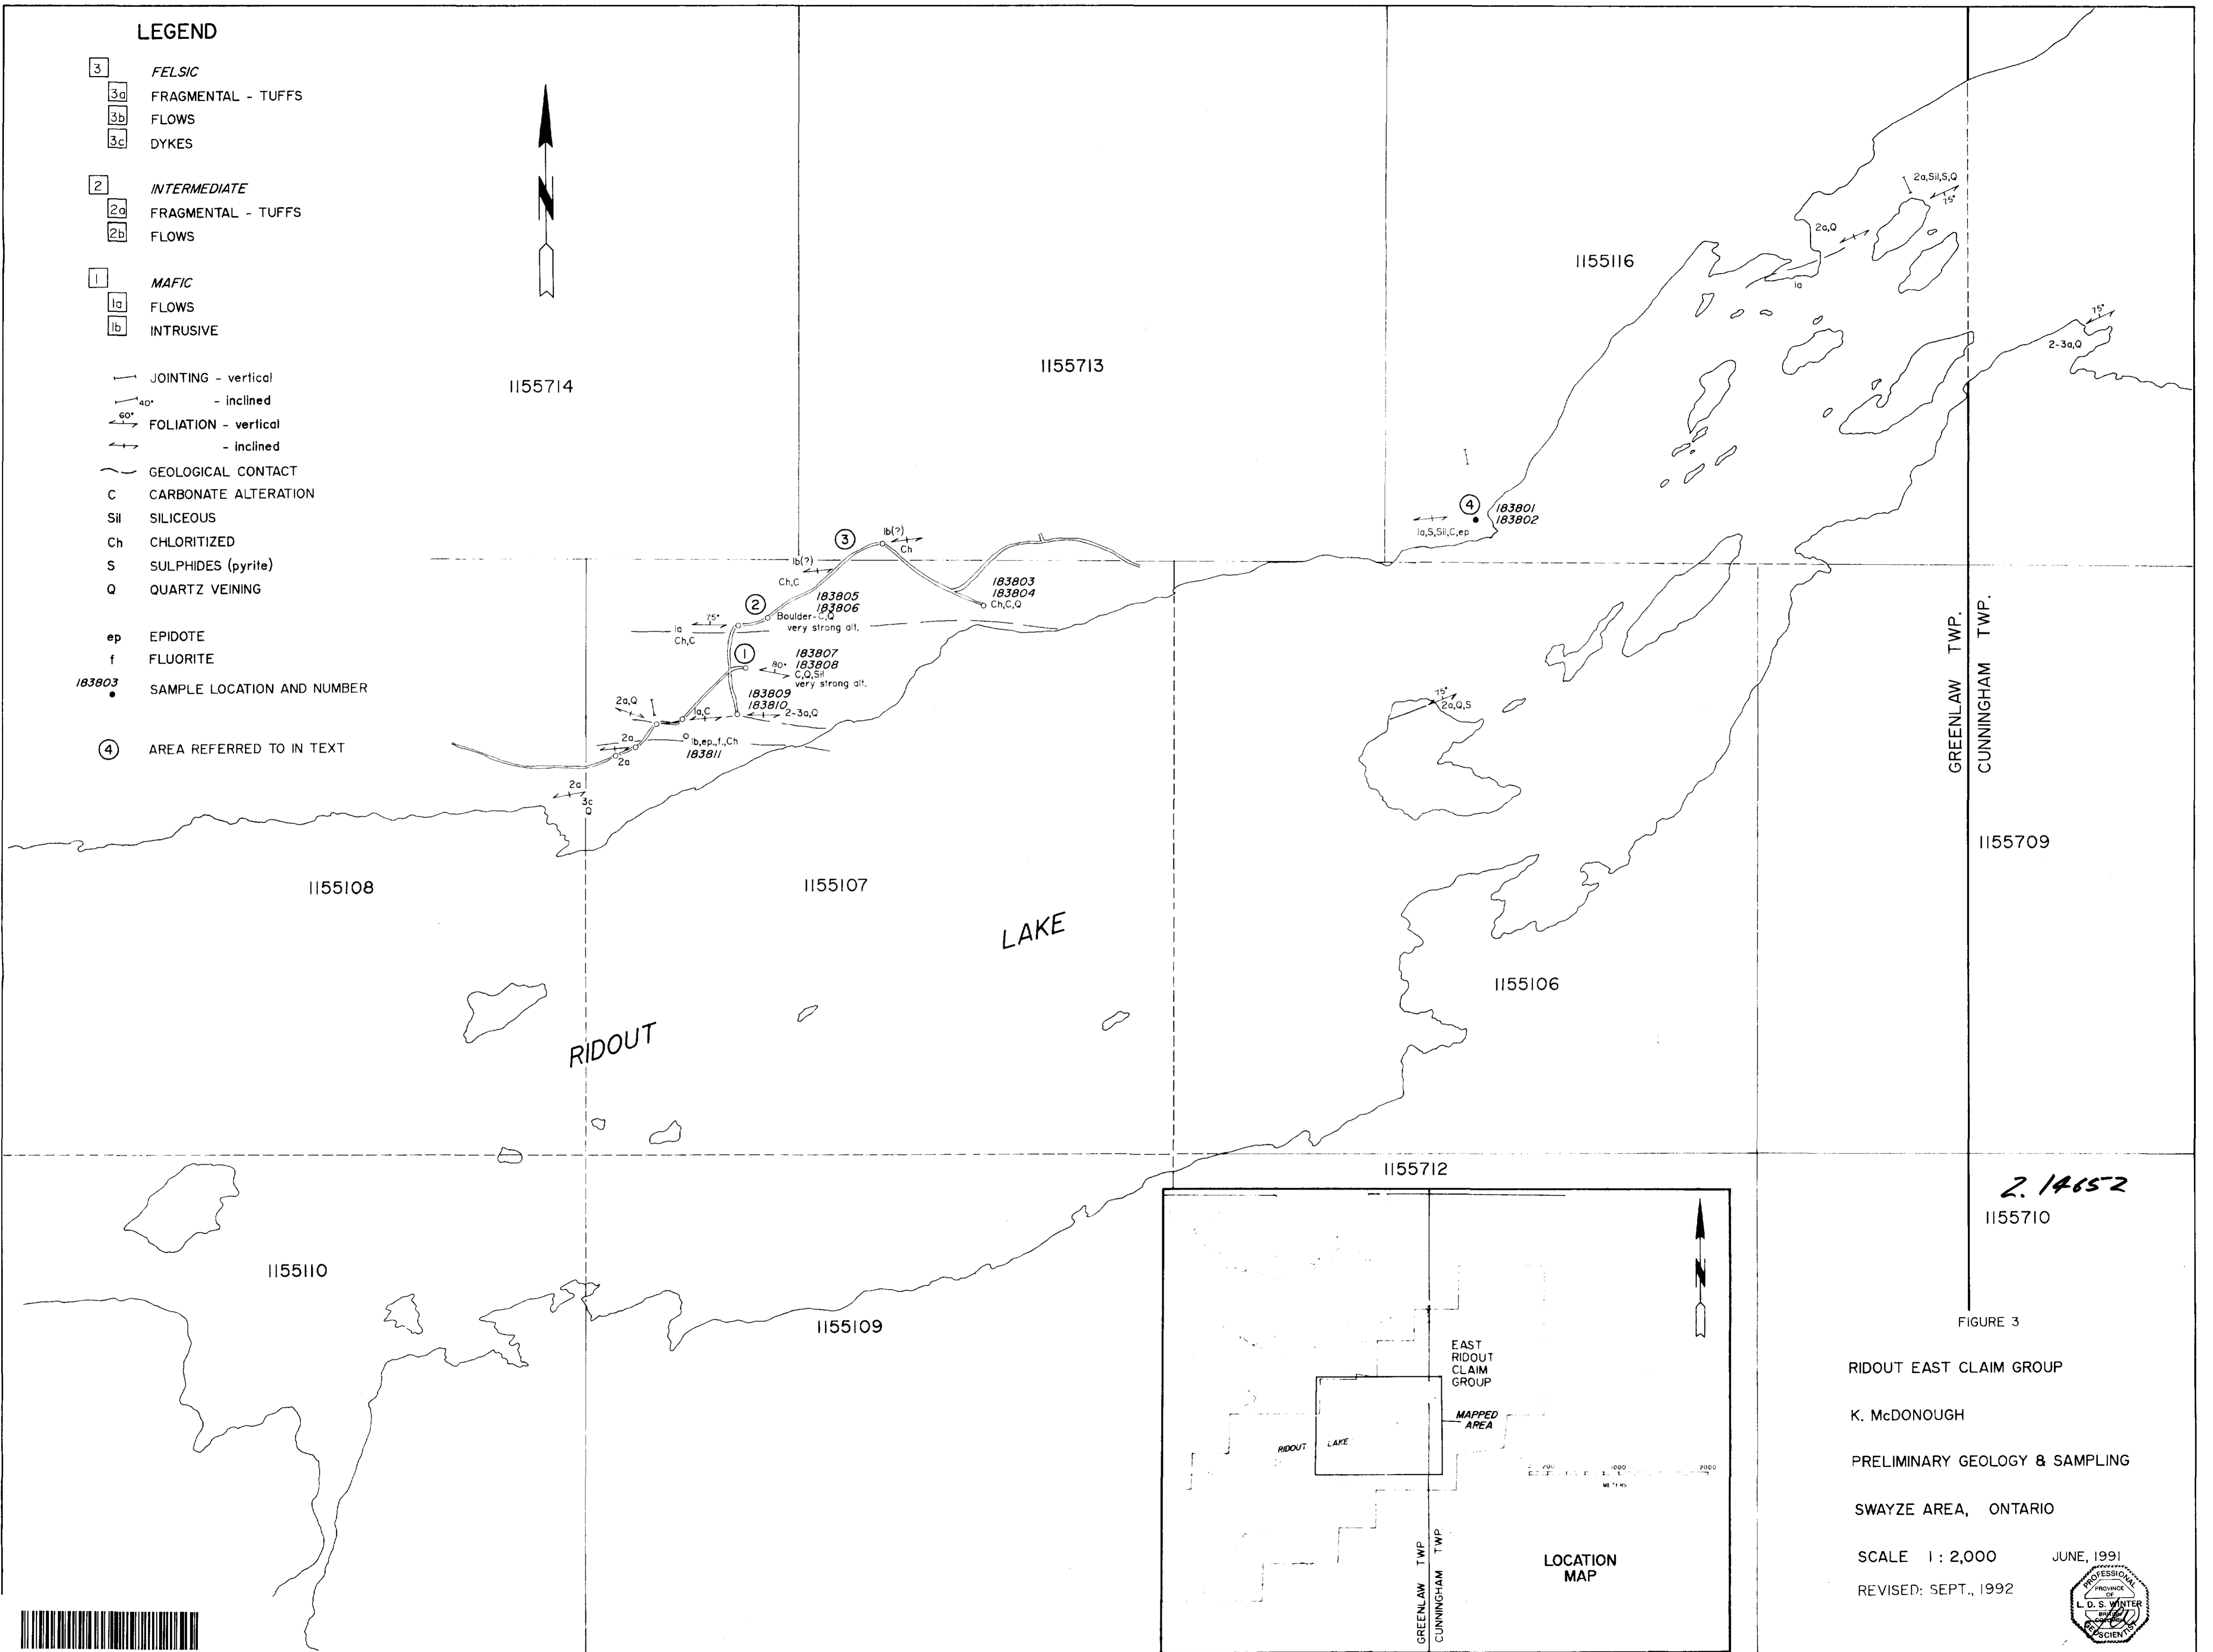 LEGEND
3 FELSIC
3a FRAGMENTAL - TUFFS
3b FLOWS
3c DYKES
2 INTERMEDIATE
2a FRAGMENTAL - TUFFS
2b FLOWS
1 MAFIC
1a FLOWS
1b INTRUSIVE
JOINTING - vertical
40° - inclined
60° FOLIATION - vertical
- inclined
GEOLOGICAL CONTACT
C CARBONATE ALTERATION
Sil SILICEOUS
Ch CHLORITIZED
S SULPHIDES (pyrite)
Q QUARTZ VEINING
ep EPIDOTE
f FLUORITE
183803 SAMPLE LOCATION AND NUMBER
4 AREA REFERRED TO IN TEXT
N
1155714
1155713
1155116
2a,Sil,S,Q
75°
2a,Q
1a
75°
2-3a,Q
4
183801
183802
1a,S,Sil,C,ep
3
1b(?)
Ch
1b(?)
Ch,C
183803
183804
Ch,C,Q
2
183805
183806
Boulder-C,Q
very strong alt.
75°
1a
Ch,C
1
183807
183808
80°
C,Q,Sil
very strong alt.
183809
183810
2-3a,Q
2a,Q
1a,C
1b,ep.,f.,Ch
183811
2a
2a
2a
3c
Q
75°
2a,Q,S
GREENLAW TWP.
CUNNINGHAM TWP.
1155709
1155108
1155107
LAKE
RIDOUT
1155106
1155712
2.14652
1155710
1155110
1155109
N
EAST
RIDOUT
CLAIM
GROUP
MAPPED
AREA
RIDOUT LAKE
1000
2000
METERS
GREENLAW TWP
CUNNINGHAM TWP
LOCATION
MAP
FIGURE 3
RIDOUT EAST CLAIM GROUP
K. McDONOUGH
PRELIMINARY GEOLOGY & SAMPLING
SWAYZE AREA, ONTARIO
SCALE 1 : 2,000
JUNE, 1991
REVISED: SEPT., 1992
PROFESSIONAL
PROVINCE
OF
L. D. S. WINTER
BRITISH
COLUMBIA
GEOSCIENTIST